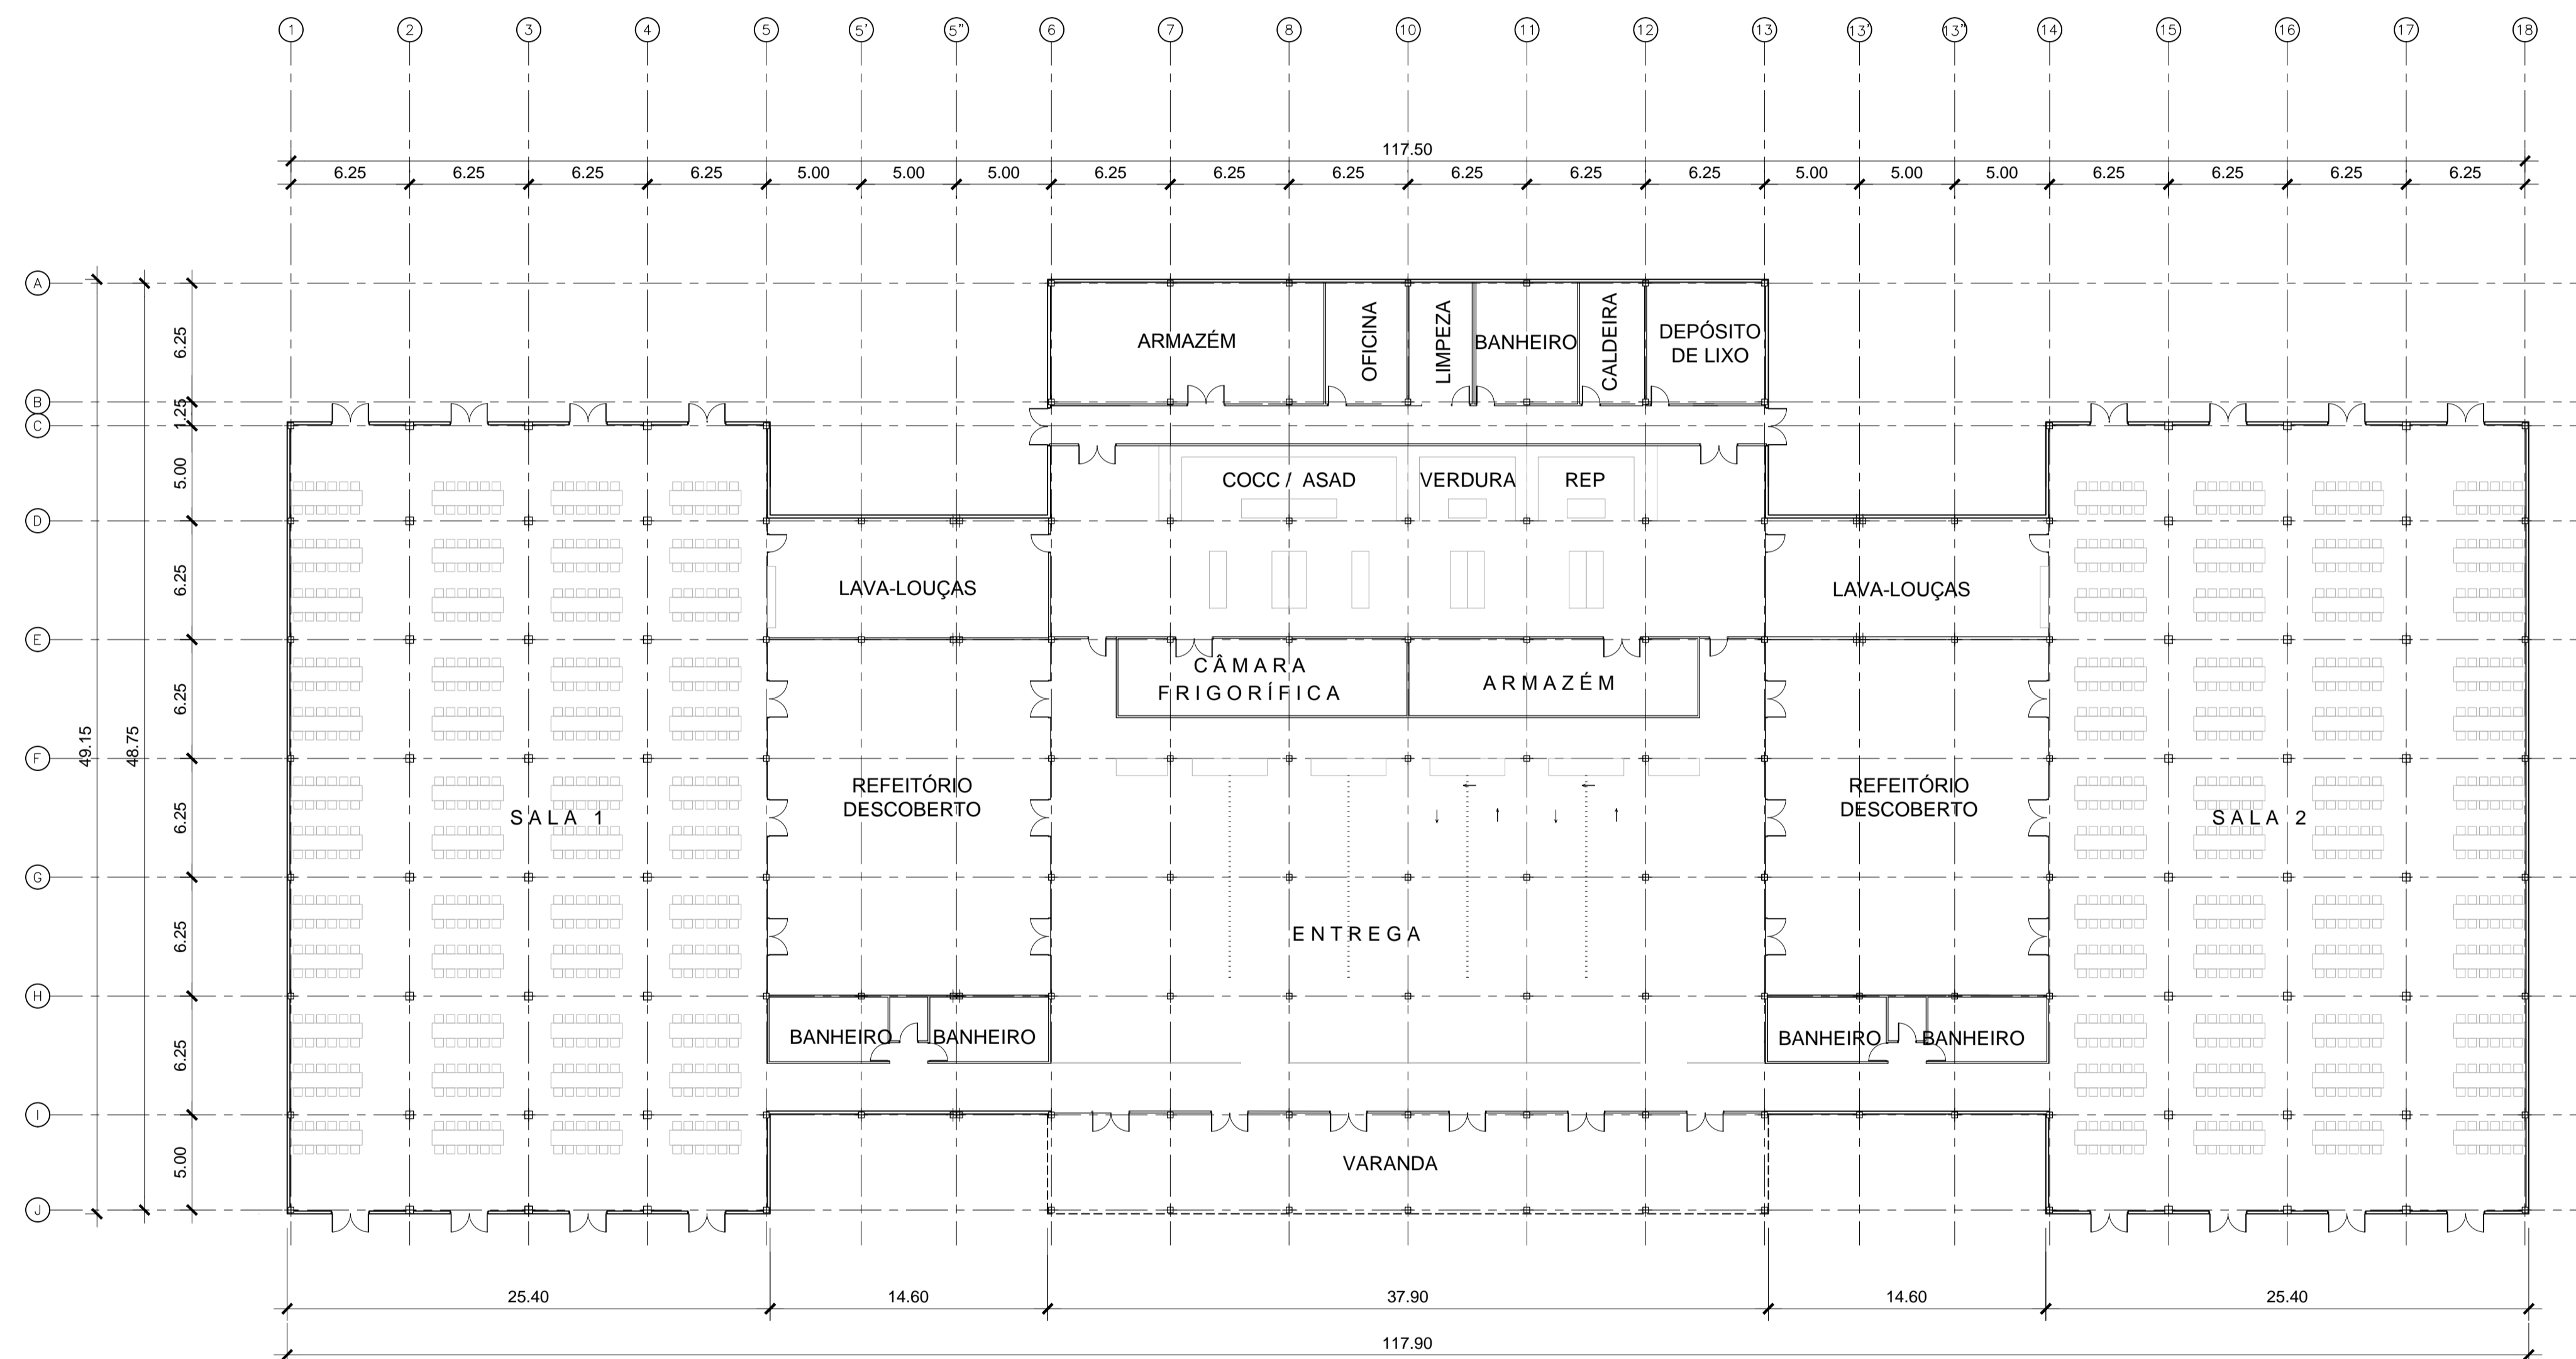 1 2 3 4 5 5' 5" 6 7 8 10 11 12 13 13' 13" 14 15 16 17 18
117.50
6.25 6.25 6.25 6.25 5.00 5.00 5.00 6.25 6.25 6.25 6.25 6.25 6.25 5.00 5.00 5.00 6.25 6.25 6.25 6.25
A
6.25
ARMAZÉM
OFICINA
LIMPEZA
BANHEIRO
CALDEIRA
DEPÓSITO
DE LIXO
B
1.25
C
5.00
COCC / ASAD VERDURA REP
D
6.25
LAVA-LOUÇAS
LAVA-LOUÇAS
E
6.25
CÂMARA
FRIGORÍFICA
ARMAZÉM
49.15
48.75
F
6.25
SALA 1
REFEITÓRIO
DESCOBERTO
REFEITÓRIO
DESCOBERTO
SALA 2
G
6.25
ENTREGA
H
6.25
BANHEIRO BANHEIRO
BANHEIRO BANHEIRO
I
5.00
VARANDA
J
25.40 14.60 37.90 14.60 25.40
117.90